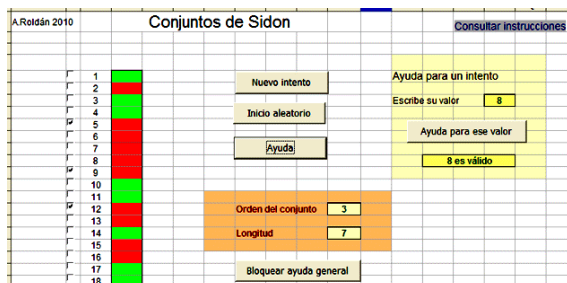 A.Roldán 2010
Conjuntos de Sidon
Consultar instrucciones
1
2
3
4
5
6
7
8
9
10
11
12
13
14
15
16
17
18
Nuevo intento
Inicio aleatorio
Ayuda
Orden del conjunto 3
Longitud 7
Bloquear ayuda general
Ayuda para un intento
Escribe su valor 8
Ayuda para ese valor
8 es válido